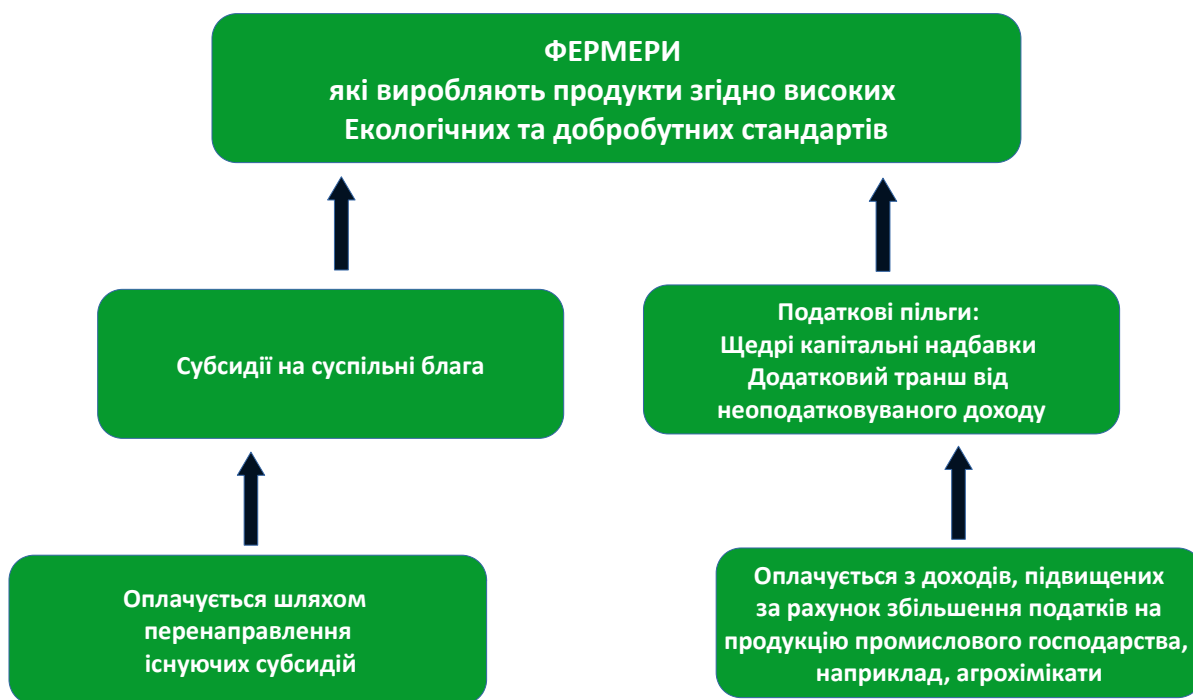 ФЕРМЕРИ
які виробляють продукти згідно високих
Екологічних та добробутних стандартів
Субсидії на суспільні блага
Податкові пільги:
Щедрі капітальні надбавки
Додатковий транш від
неоподатковуваного доходу
Оплачується шляхом
перенаправлення
існуючих субсидій
Оплачується з доходів, підвищених
за рахунок збільшення податків на
продукцію промислового господарства,
наприклад, агрохімікати